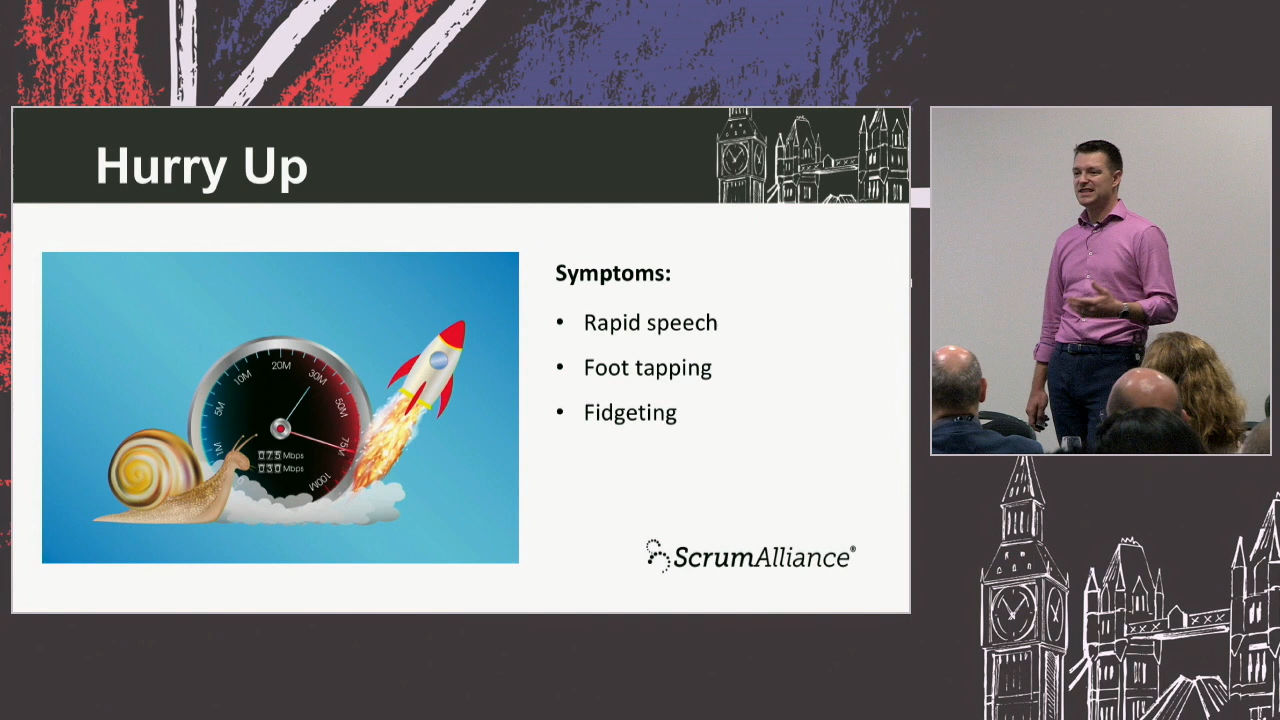 Hurry Up
Symptoms:
• Rapid speech
• Foot tapping
• Fidgeting
1M
5M
10M
20M
30M
50M
75M
100M
075 Mbps
030 Mbps
ScrumAlliance®